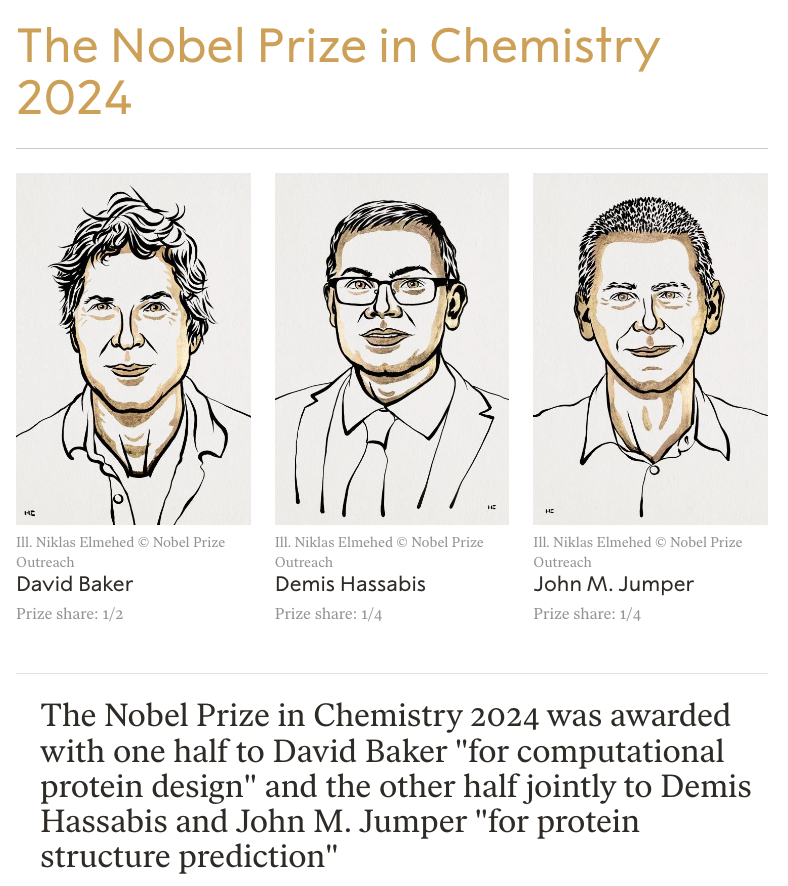 The Nobel Prize in Chemistry
2024
Ill. Niklas Elmehed © Nobel Prize
Outreach
David Baker
Prize share: 1/2
Ill. Niklas Elmehed © Nobel Prize
Outreach
Demis Hassabis
Prize share: 1/4
Ill. Niklas Elmehed © Nobel Prize
Outreach
John M. Jumper
Prize share: 1/4
The Nobel Prize in Chemistry 2024 was awarded
with one half to David Baker "for computational
protein design" and the other half jointly to Demis
Hassabis and John M. Jumper "for protein
structure prediction"